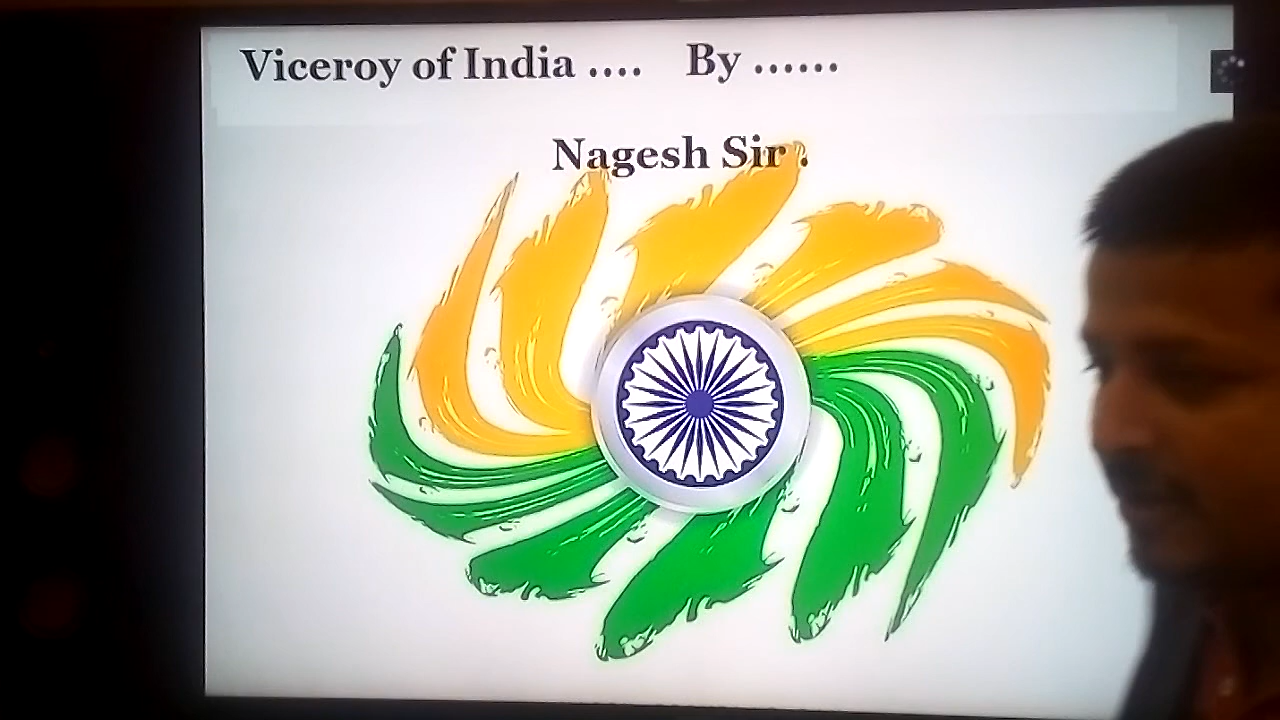 Viceroy of India .... By ......
Nagesh Sir .